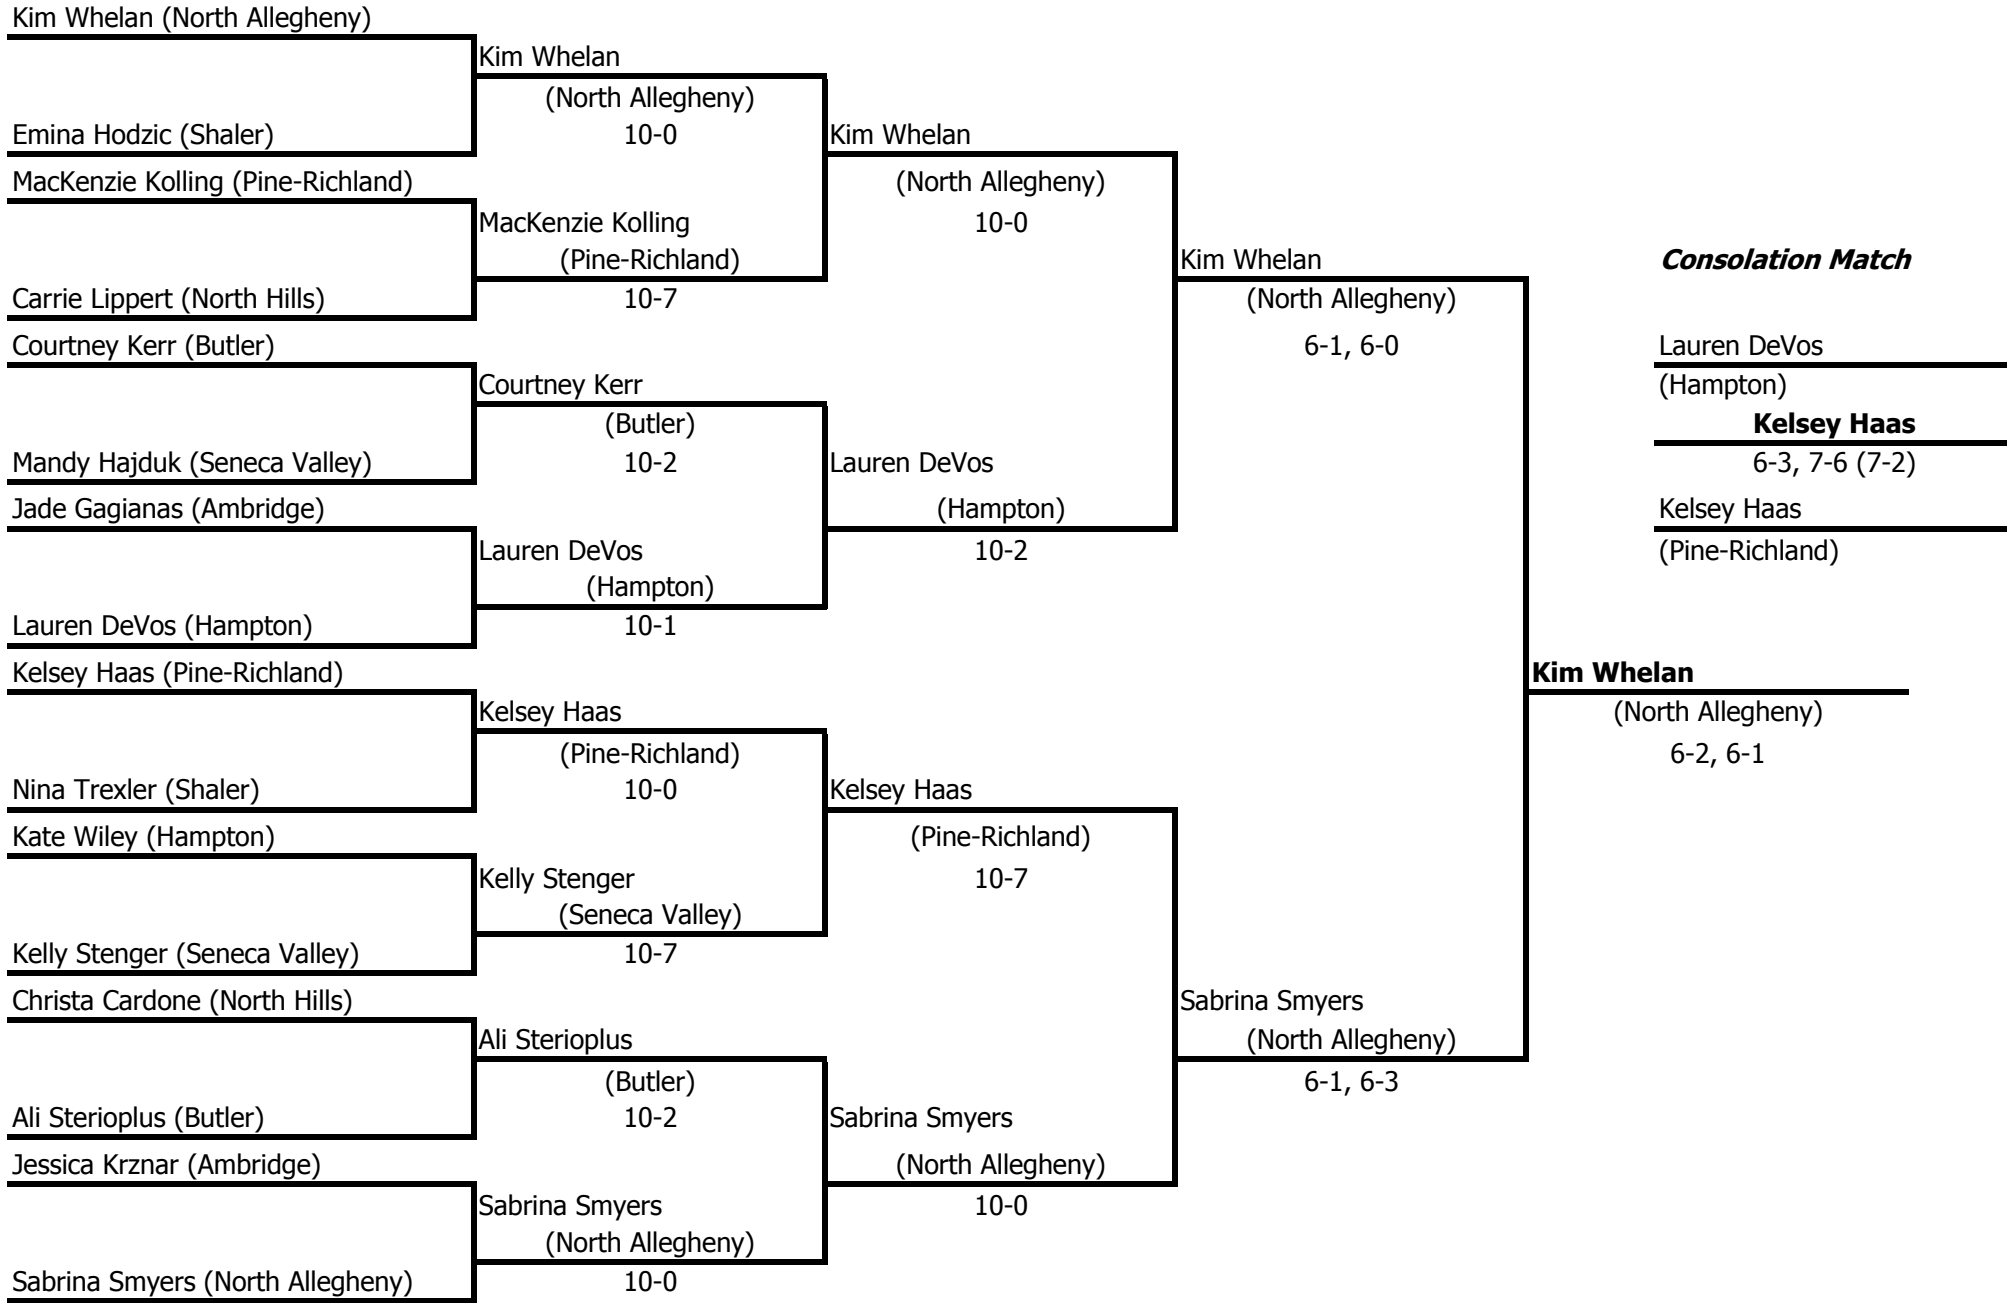 Kim Whelan (North Allegheny)
Emina Hodzic (Shaler)
MacKenzie Kolling (Pine-Richland)
Carrie Lippert (North Hills)
Courtney Kerr (Butler)
Mandy Hajduk (Seneca Valley)
Jade Gagianas (Ambridge)
Lauren DeVos (Hampton)
Kelsey Haas (Pine-Richland)
Nina Trexler (Shaler)
Kate Wiley (Hampton)
Kelly Stenger (Seneca Valley)
Christa Cardone (North Hills)
Ali Sterioplus (Butler)
Jessica Krznar (Ambridge)
Sabrina Smyers (North Allegheny)
Kim Whelan
(North Allegheny)
10-0
MacKenzie Kolling
(Pine-Richland)
10-7
Courtney Kerr
(Butler)
10-2
Lauren DeVos
(Hampton)
10-1
Kelsey Haas
(Pine-Richland)
10-0
Kelly Stenger
(Seneca Valley)
10-7
Ali Sterioplus
(Butler)
10-2
Sabrina Smyers
(North Allegheny)
10-0
Kim Whelan
(North Allegheny)
10-0
Lauren DeVos
(Hampton)
10-2
Kelsey Haas
(Pine-Richland)
10-7
Sabrina Smyers
(North Allegheny)
10-0
Kim Whelan
(North Allegheny)
6-1, 6-0
Sabrina Smyers
(North Allegheny)
6-1, 6-3
Kim Whelan
(North Allegheny)
6-2, 6-1
Consolation Match
Lauren DeVos
(Hampton)
Kelsey Haas
6-3, 7-6 (7-2)
Kelsey Haas
(Pine-Richland)